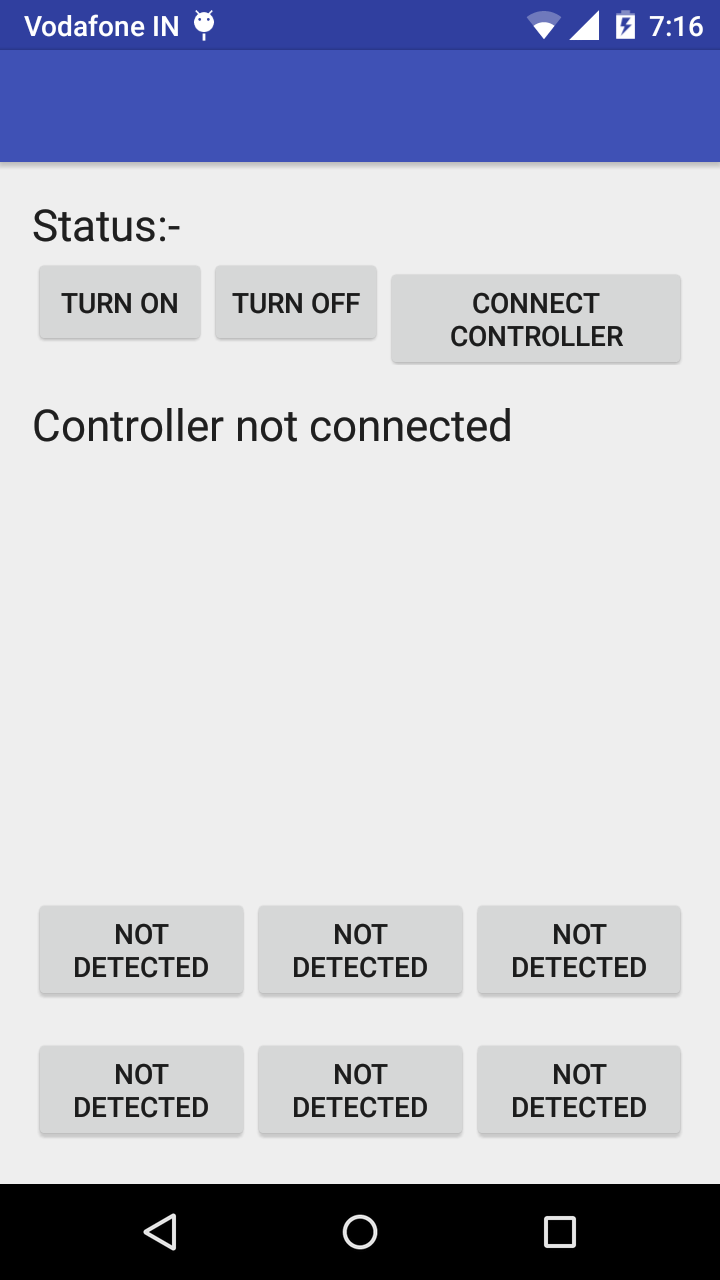 Vodafone IN 7:16
Status:-
TURN ON TURN OFF CONNECT
CONTROLLER
Controller not connected
NOT NOT NOT
DETECTED DETECTED DETECTED
NOT NOT NOT
DETECTED DETECTED DETECTED